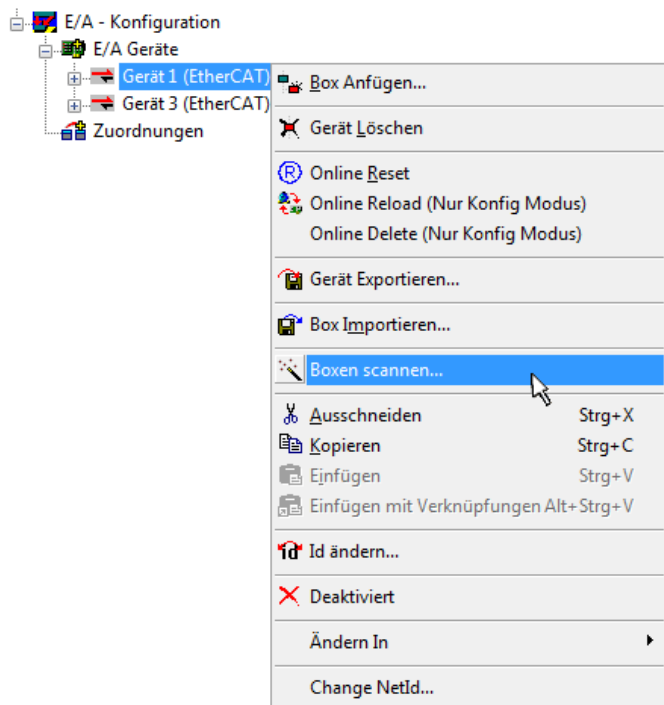 E/A - Konfiguration
E/A Geräte
Gerät 1 (EtherCAT)
Gerät 3 (EtherCAT)
Zuordnungen
Box Anfügen...
Gerät Löschen
Online Reset
Online Reload (Nur Konfig Modus)
Online Delete (Nur Konfig Modus)
Gerät Exportieren...
Box Importieren...
Boxen scannen...
Ausschneiden Strg+X
Kopieren Strg+C
Einfügen Strg+V
Einfügen mit Verknüpfungen Alt+Strg+V
Id ändern...
Deaktiviert
Ändern In
Change NetId...